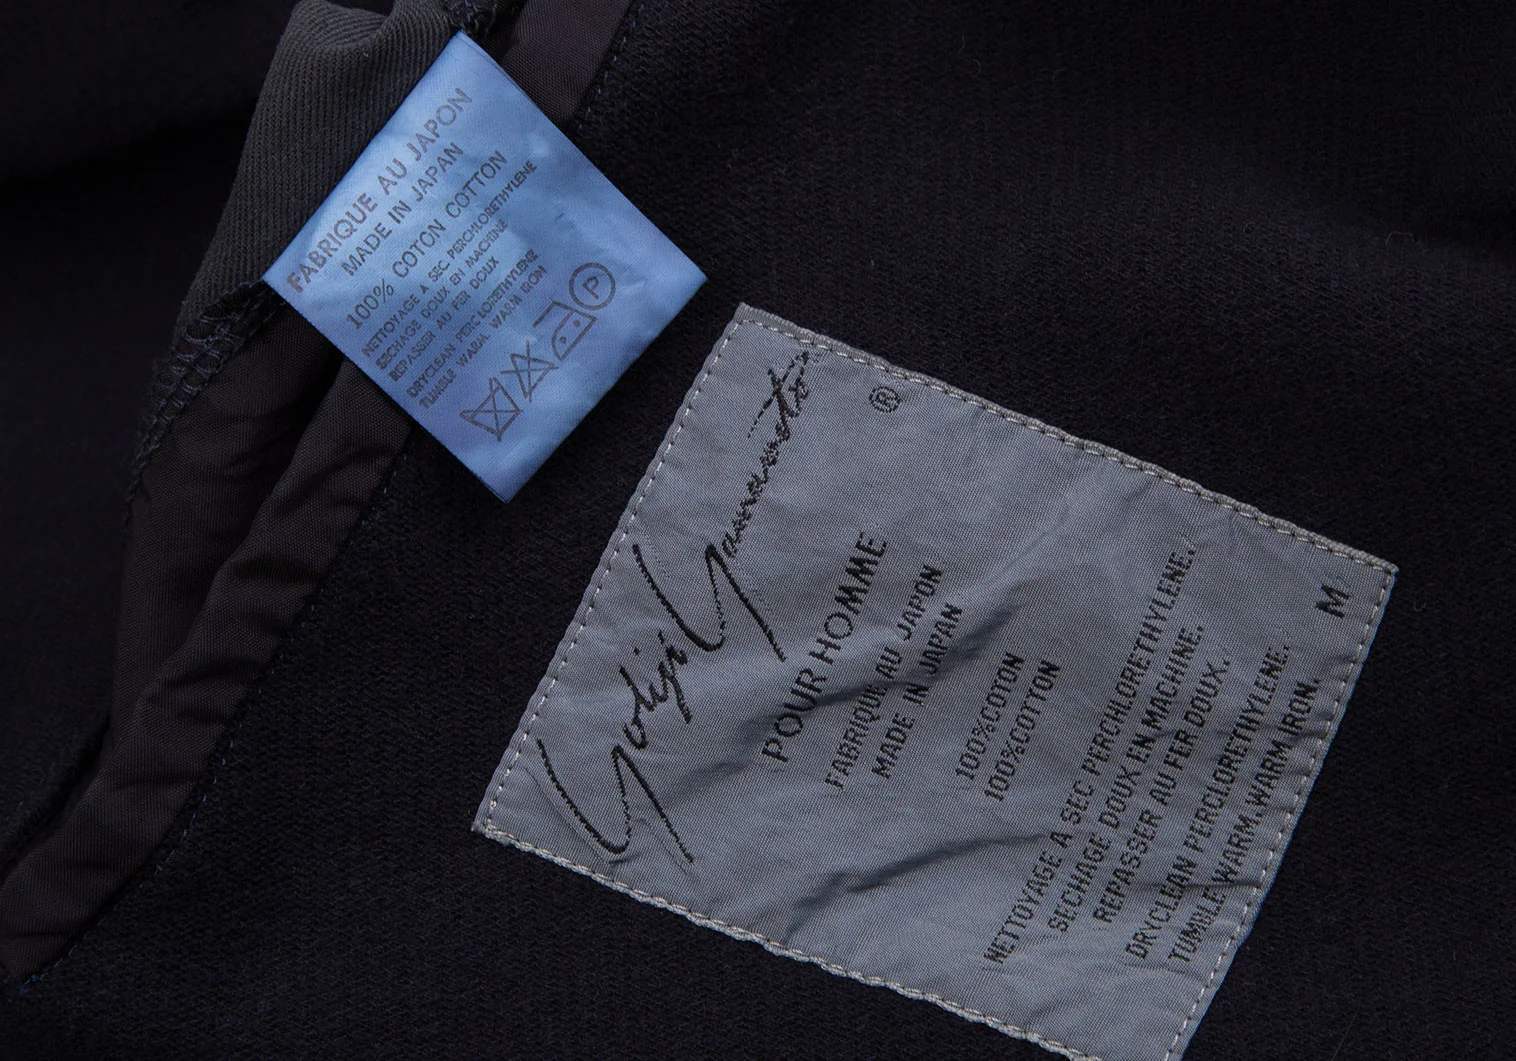 FABRIQUE AU JAPON
MADE IN JAPAN
100% COTON COTTON
NETTOYAGE A SEC PERCHLORETHYLENE
SECHAGE DOUX EN MACHINE
REPASSER AU FER DOUX
DRYCLEAN PERCLORETHYLENE
TUMBLE WARM WARM IRON
P
Yohji Yamamoto
®
POUR HOMME
FABRIQUE AU JAPON
MADE IN JAPAN
100%COTON
100%COTTON
NETTOYAGE A SEC PERCHLORETHYLENE.
SECHAGE DOUX EN MACHINE.
REPASSER AU FER DOUX.
DRYCLEAN PERCLORETHYLENE.
TUMBLE,WARM,WARM IRON.
M